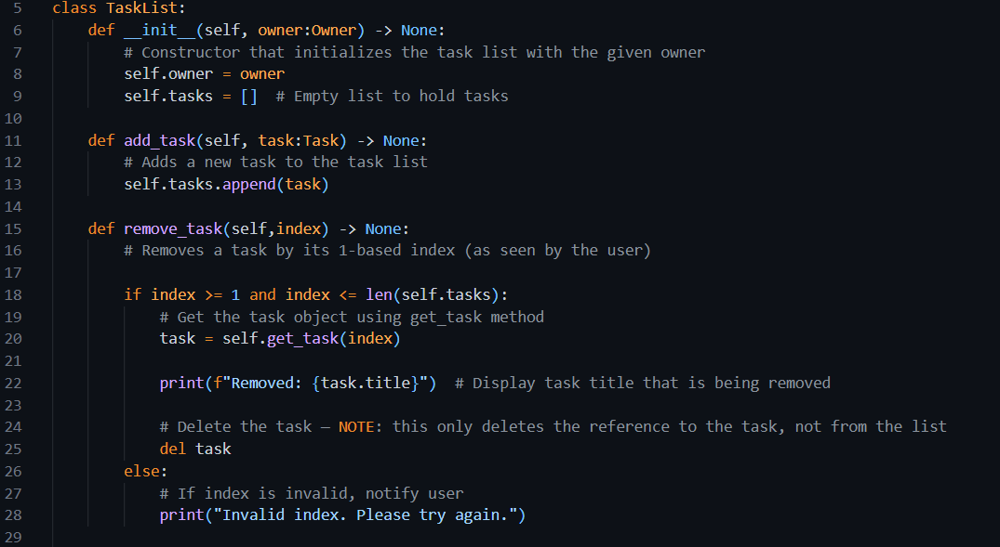 5 class TaskList:
6     def __init__(self, owner:Owner) -> None:
7         # Constructor that initializes the task list with the given owner
8         self.owner = owner
9         self.tasks = []  # Empty list to hold tasks
10
11     def add_task(self, task:Task) -> None:
12         # Adds a new task to the task list
13         self.tasks.append(task)
14
15     def remove_task(self,index) -> None:
16         # Removes a task by its 1-based index (as seen by the user)
17
18         if index >= 1 and index <= len(self.tasks):
19             # Get the task object using get_task method
20             task = self.get_task(index)
21
22             print(f"Removed: {task.title}")  # Display task title that is being removed
23
24             # Delete the task — NOTE: this only deletes the reference to the task, not from the list
25             del task
26         else:
27             # If index is invalid, notify user
28             print("Invalid index. Please try again.")
29